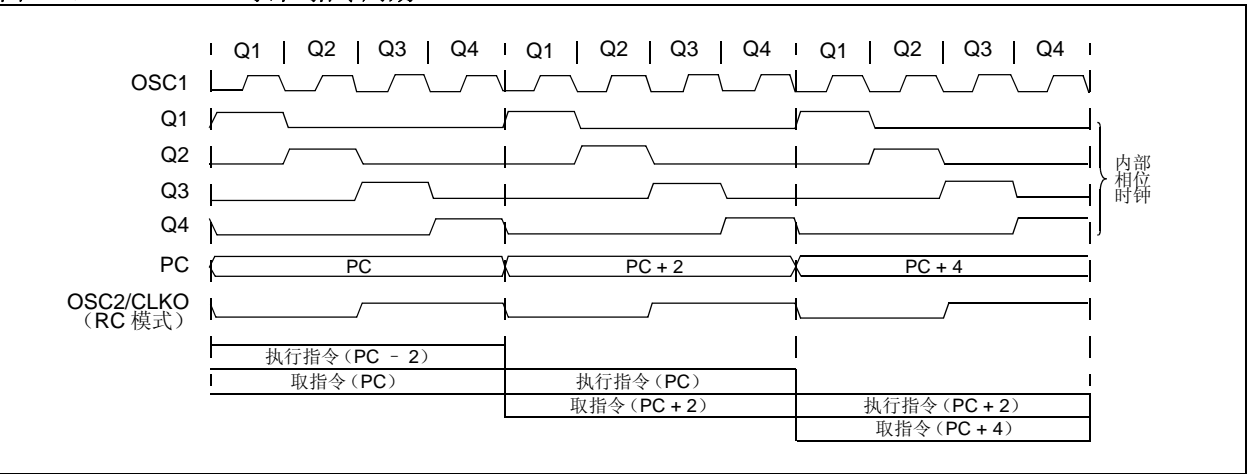 Q1 | Q2 | Q3 | Q4 | Q1 | Q2 | Q3 | Q4 | Q1 | Q2 | Q3 | Q4
OSC1
Q1
Q2
Q3
Q4
内部
相位
时钟
PC PC PC + 2 PC + 4
OSC2/CLKO
（RC 模式）
执行指令（PC – 2）
取指令（PC） 执行指令（PC）
取指令（PC + 2） 执行指令（PC + 2）
取指令（PC + 4）